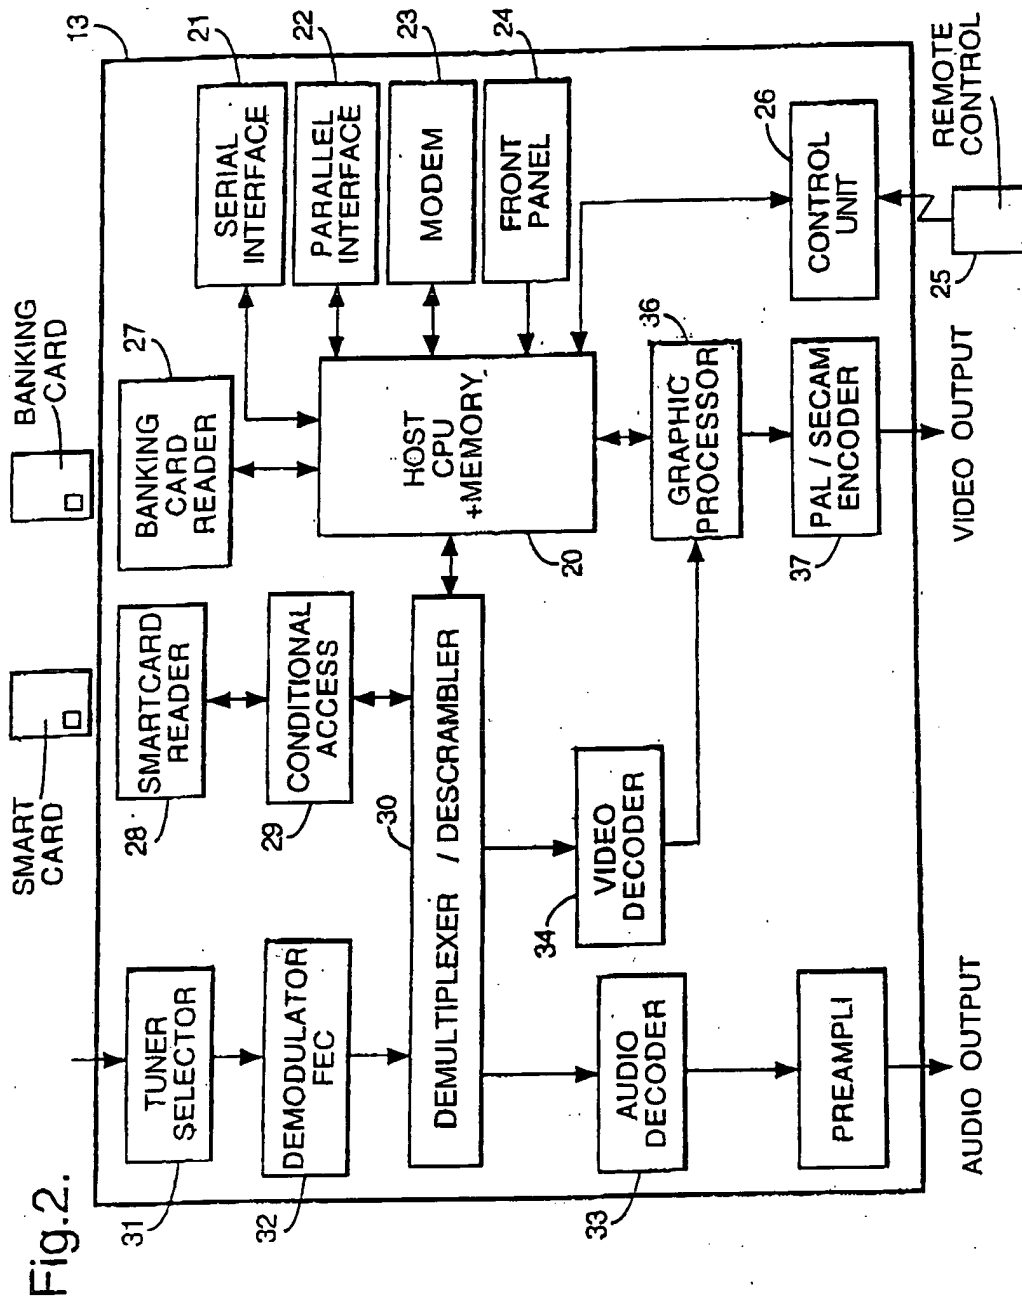 Fig.2.
SMART
CARD
BANKING
CARD
13
31
TUNER
SELECTOR
28
SMARTCARD
READER
BANKING
CARD
READER
27
SERIAL
INTERFACE
21
PARALLEL
INTERFACE
22
MODEM
23
FRONT
PANEL
24
32
DEMODULATOR
FEC
29
CONDITIONAL
ACCESS
30
DEMULTIPLEXER / DESCRAMBLER
HOST
CPU
+MEMORY
20
33
AUDIO
DECODER
34
VIDEO
DECODER
GRAPHIC
PROCESSOR
36
PREAMPLI
37
PAL / SECAM
ENCODER
CONTROL
UNIT
26
AUDIO OUTPUT
VIDEO OUTPUT
25
REMOTE
CONTROL